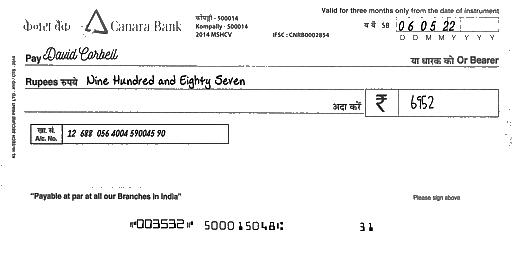 केनरा बैंक Canara Bank
कोंपल्ली - 500014
Kompally - 500014
2014 MSHCV
IFSC : CNRB0002854
Valid for three months only from the date of instrument
SB 06 05 22
D D M M Y Y Y Y
Pay David Corbell या धारक को Or Bearer
Rupees रुपये Nine Hundred and Eighty Seven
अदा करें ₹ 6952
खा. सं.
A/c. No. 12 688 056 4004 590045 90
"Payable at par at all our Branches in India"
Please sign above
⑈003532⑈ 500015048⑆ 31